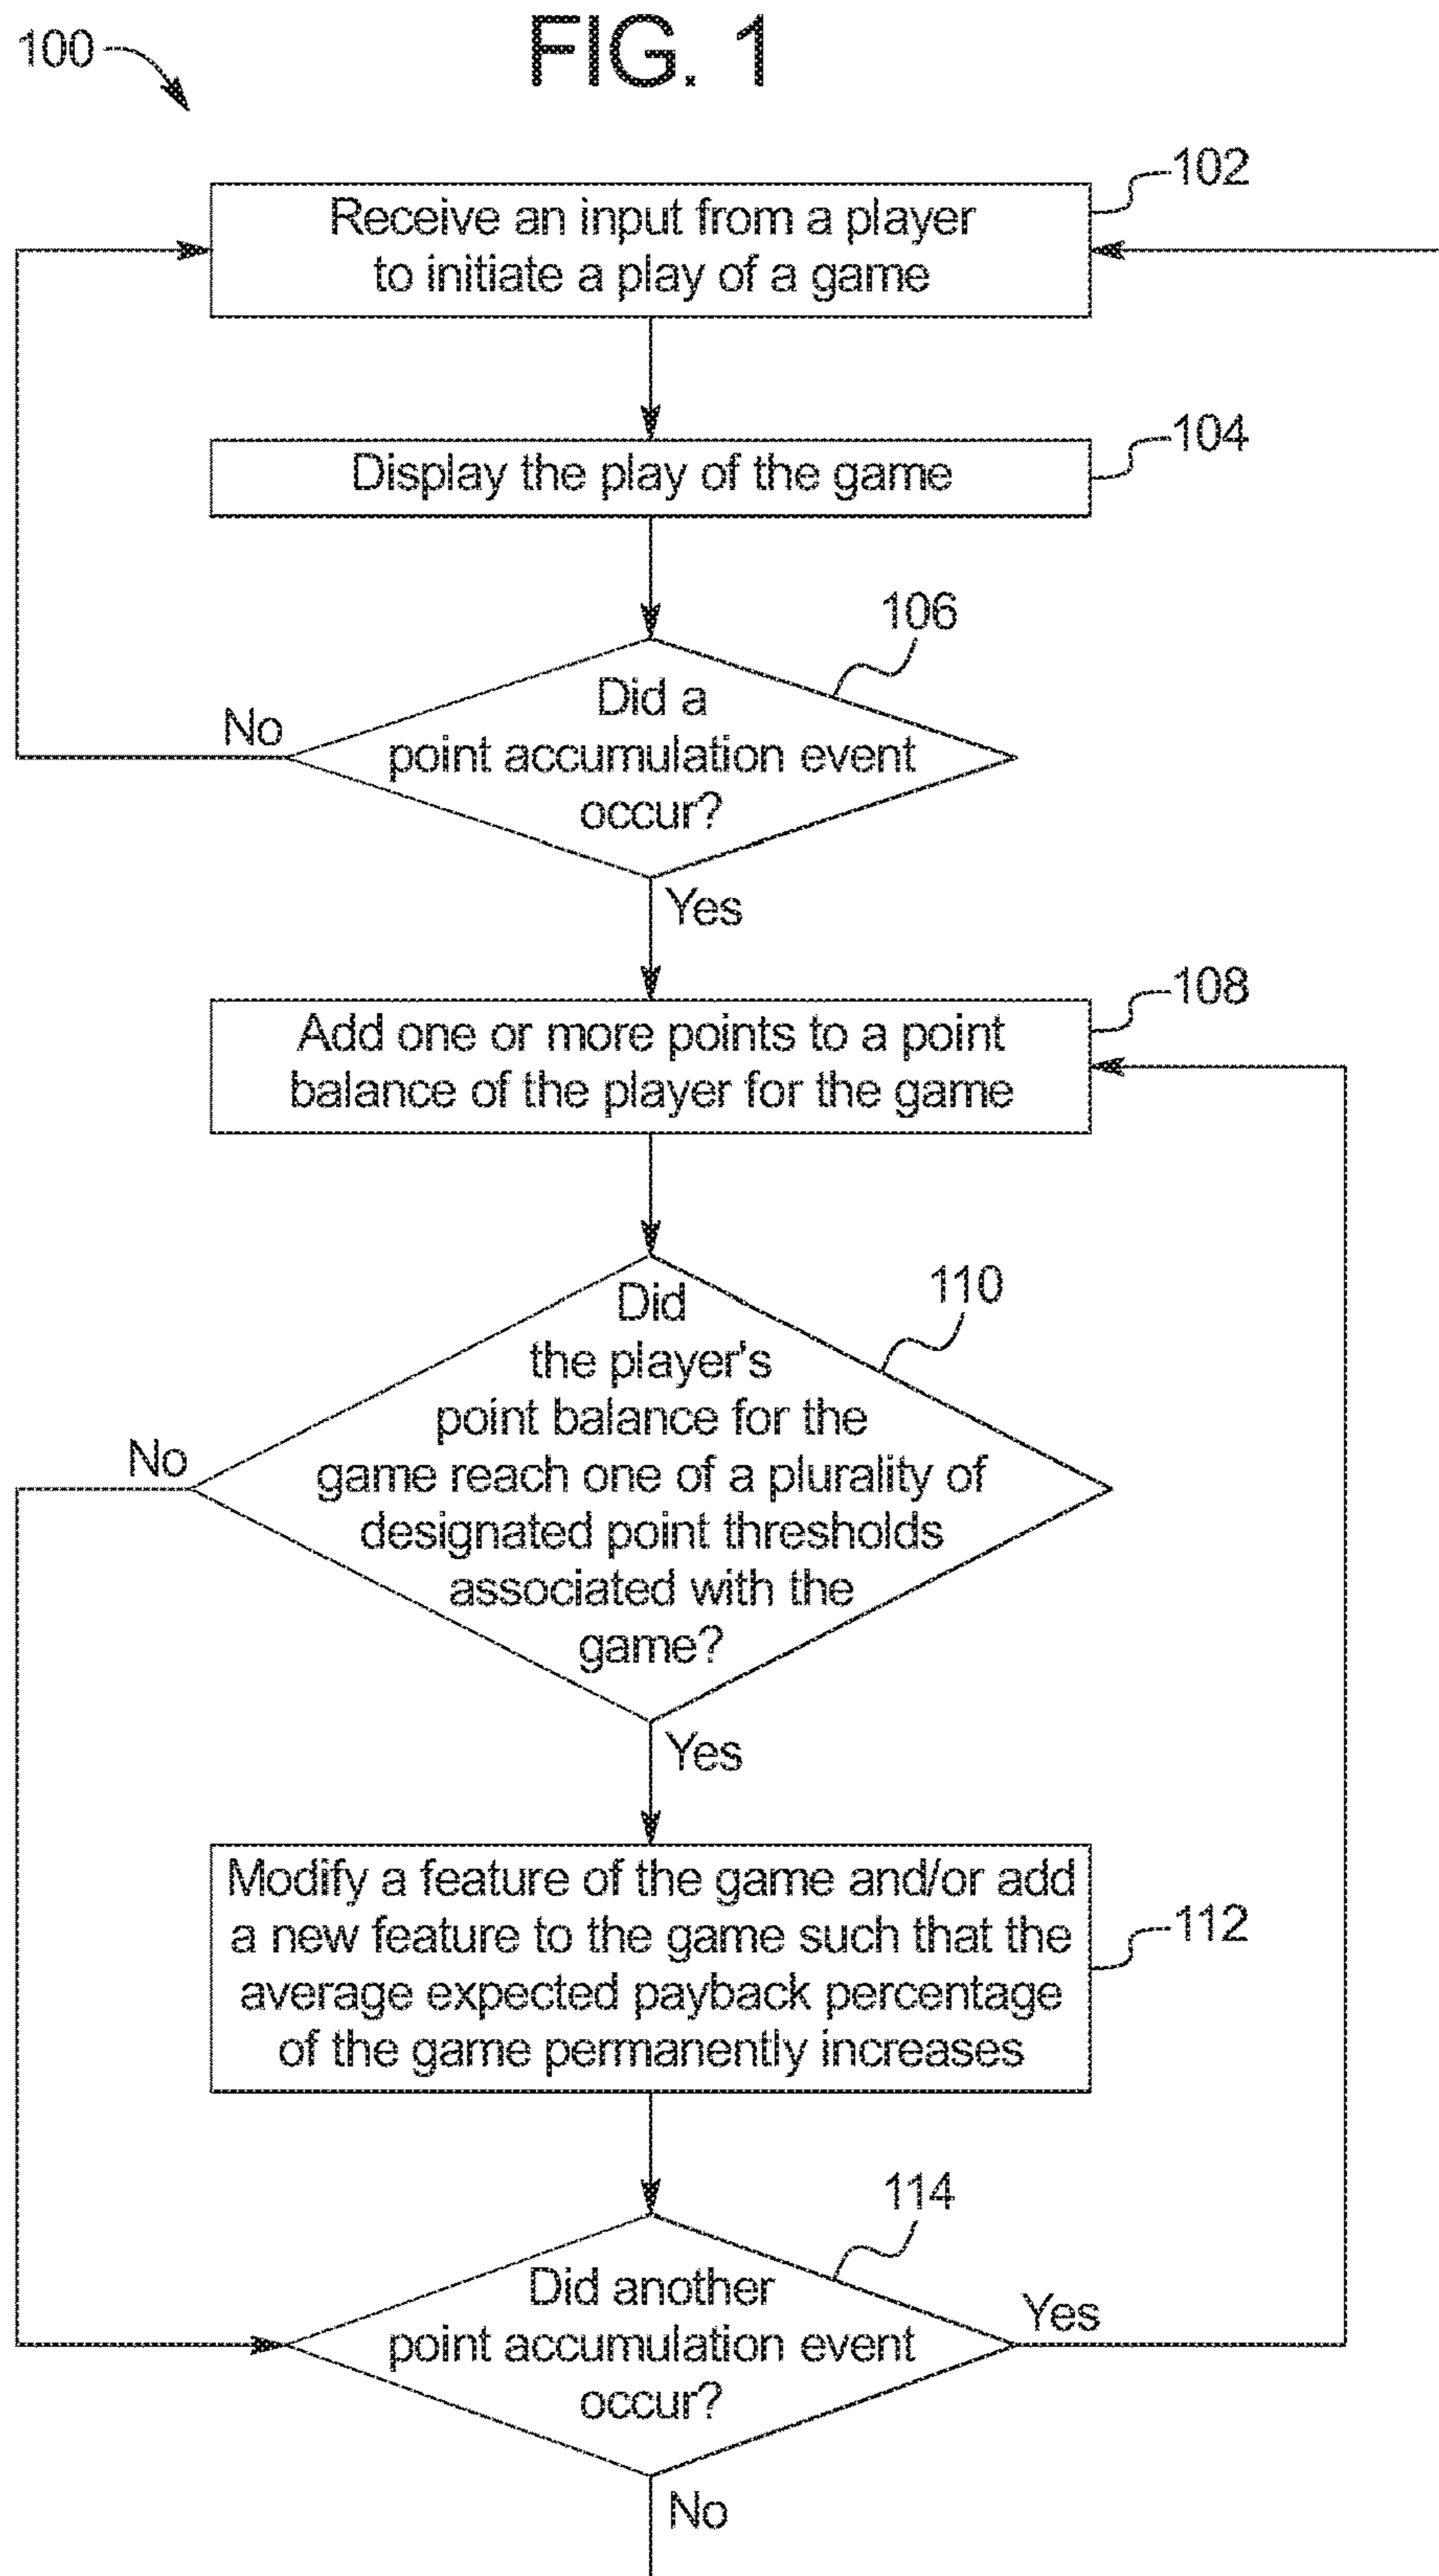 FIG. 1
100
102
Receive an input from a player
to initiate a play of a game
104
Display the play of the game
106
Did a
point accumulation event
occur?
No
Yes
108
Add one or more points to a point
balance of the player for the game
110
Did
the player's
point balance for the
game reach one of a plurality of
designated point thresholds
associated with the
game?
No
Yes
112
Modify a feature of the game and/or add
a new feature to the game such that the
average expected payback percentage
of the game permanently increases
114
Did another
point accumulation event
occur?
Yes
No